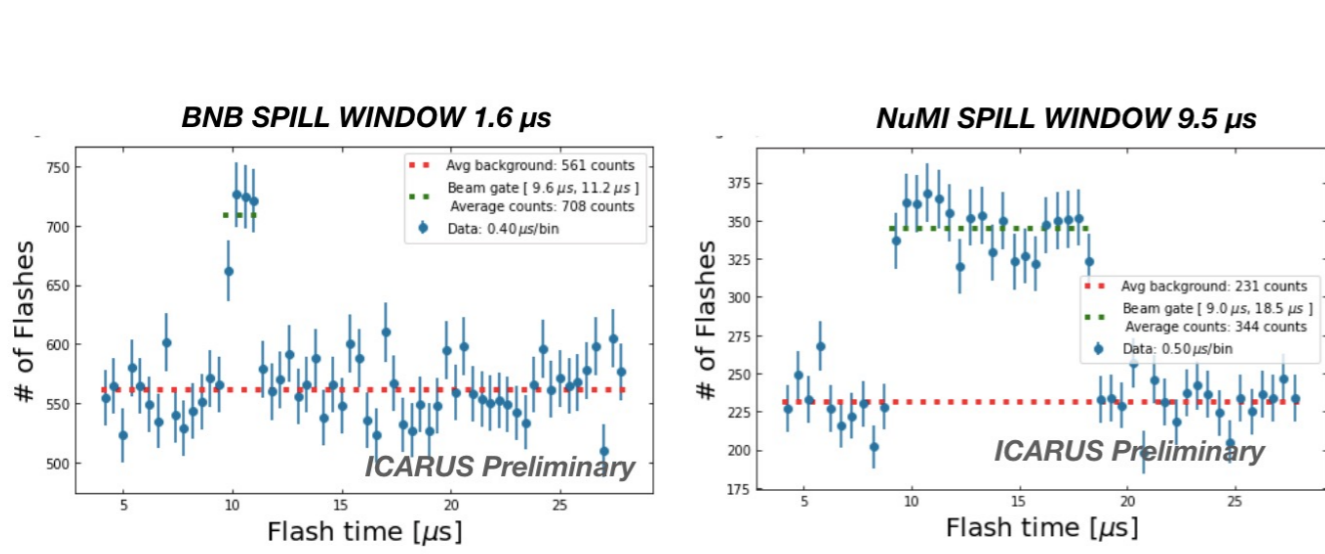 BNB SPILL WINDOW 1.6 μs
750
700
650
600
550
500
# of Flashes
Avg background: 561 counts
Beam gate [ 9.6 μs, 11.2 μs ]
Average counts: 708 counts
Data: 0.40 μs/bin
ICARUS Preliminary
5 10 15 20 25
Flash time [μs]
NuMI SPILL WINDOW 9.5 μs
375
350
325
300
275
250
225
200
175
# of Flashes
Avg background: 231 counts
Beam gate [ 9.0 μs, 18.5 μs ]
Average counts: 344 counts
Data: 0.50 μs/bin
ICARUS Preliminary
5 10 15 20 25
Flash time [μs]